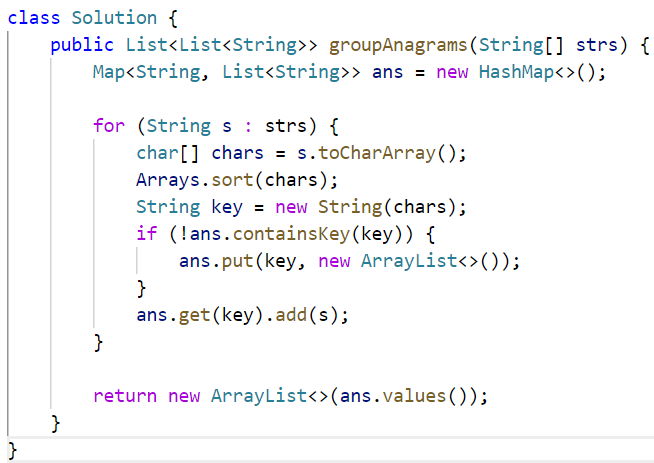 class Solution {
    public List<List<String>> groupAnagrams(String[] strs) {
        Map<String, List<String>> ans = new HashMap<>();

        for (String s : strs) {
            char[] chars = s.toCharArray();
            Arrays.sort(chars);
            String key = new String(chars);
            if (!ans.containsKey(key)) {
                ans.put(key, new ArrayList<>());
            }
            ans.get(key).add(s);
        }

        return new ArrayList<>(ans.values());
    }
}